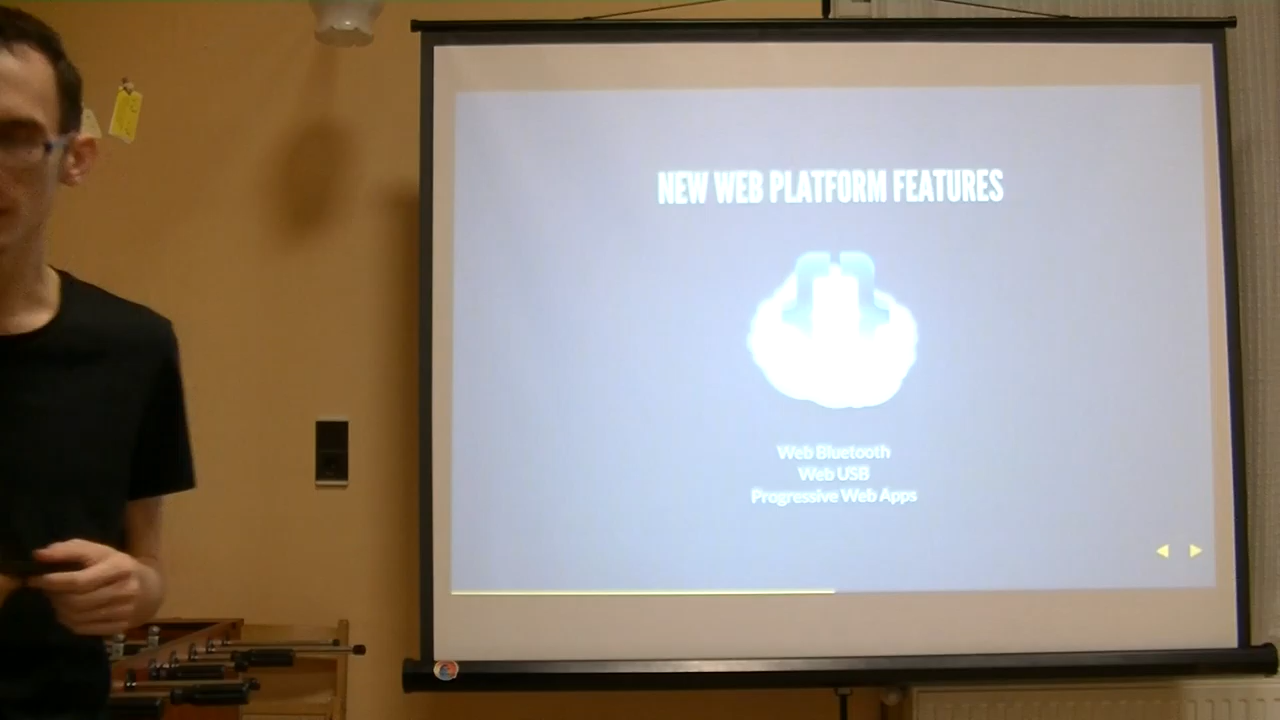 NEW WEB PLATFORM FEATURES
Web Bluetooth
Web USB
Progressive Web Apps